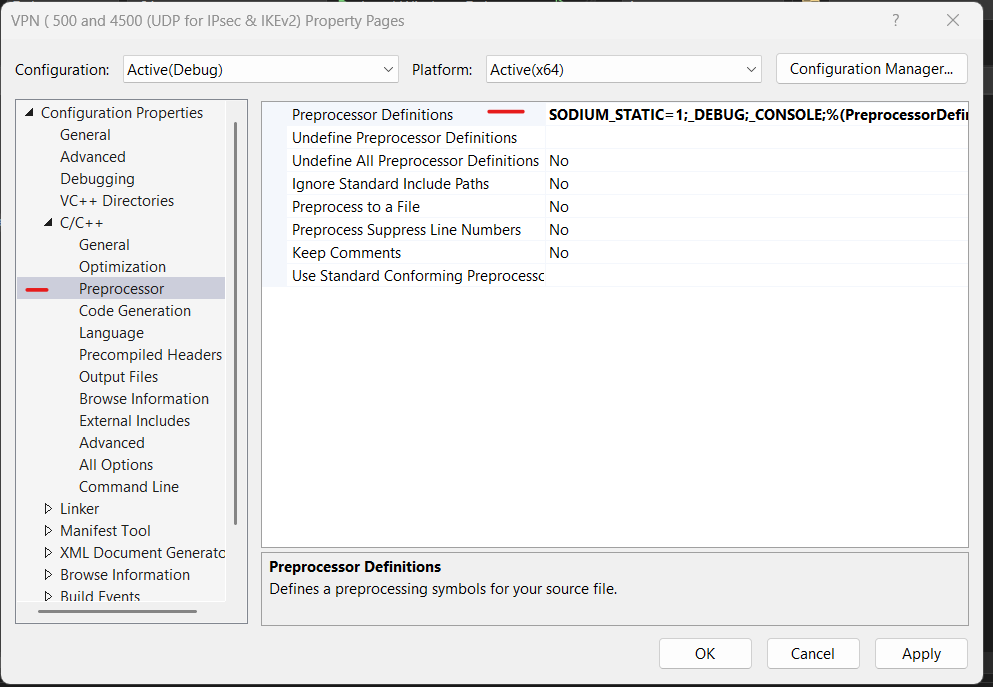 VPN ( 500 and 4500 (UDP for IPsec & IKEv2) Property Pages
?
Configuration: Active(Debug) Platform: Active(x64) Configuration Manager...
Configuration Properties
General
Advanced
Debugging
VC++ Directories
C/C++
General
Optimization
Preprocessor
Code Generation
Language
Precompiled Headers
Output Files
Browse Information
External Includes
Advanced
All Options
Command Line
Linker
Manifest Tool
XML Document Generato
Browse Information
Build Events
Preprocessor Definitions SODIUM_STATIC=1;_DEBUG;_CONSOLE;%(PreprocessorDefin
Undefine Preprocessor Definitions
Undefine All Preprocessor Definitions No
Ignore Standard Include Paths No
Preprocess to a File No
Preprocess Suppress Line Numbers No
Keep Comments No
Use Standard Conforming Preprocessc
Preprocessor Definitions
Defines a preprocessing symbols for your source file.
OK Cancel Apply